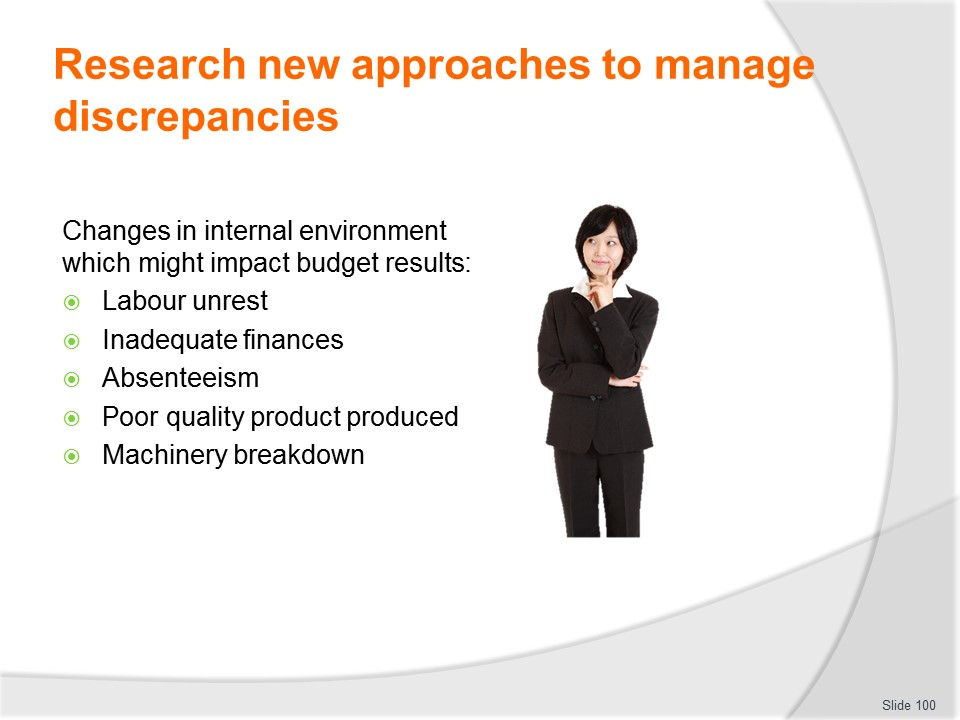 Research new approaches to manage
discrepancies
Changes in internal environment
which might impact budget results:
Labour unrest
Inadequate finances
Absenteeism
Poor quality product produced
Machinery breakdown
Slide 100